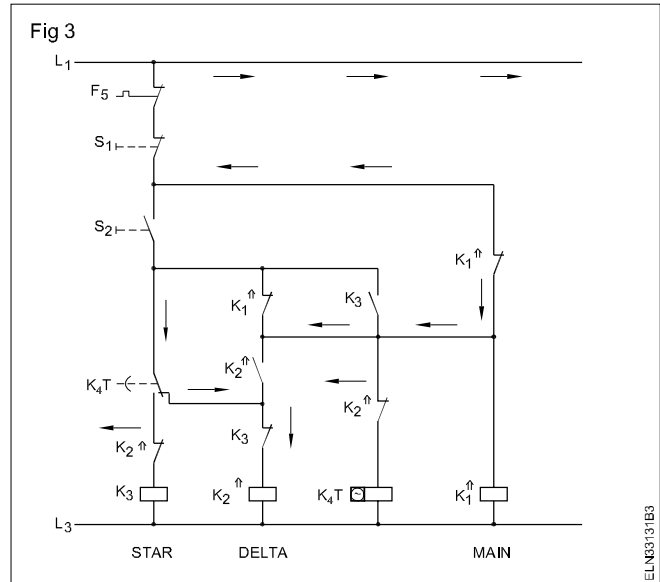 Fig 3
L1
F5
S1
S2
K1
K1
K3
K2
K4T
K2
K2
K3
K3
K2
K4T
K1
L3
STAR DELTA MAIN
ELN33131B3